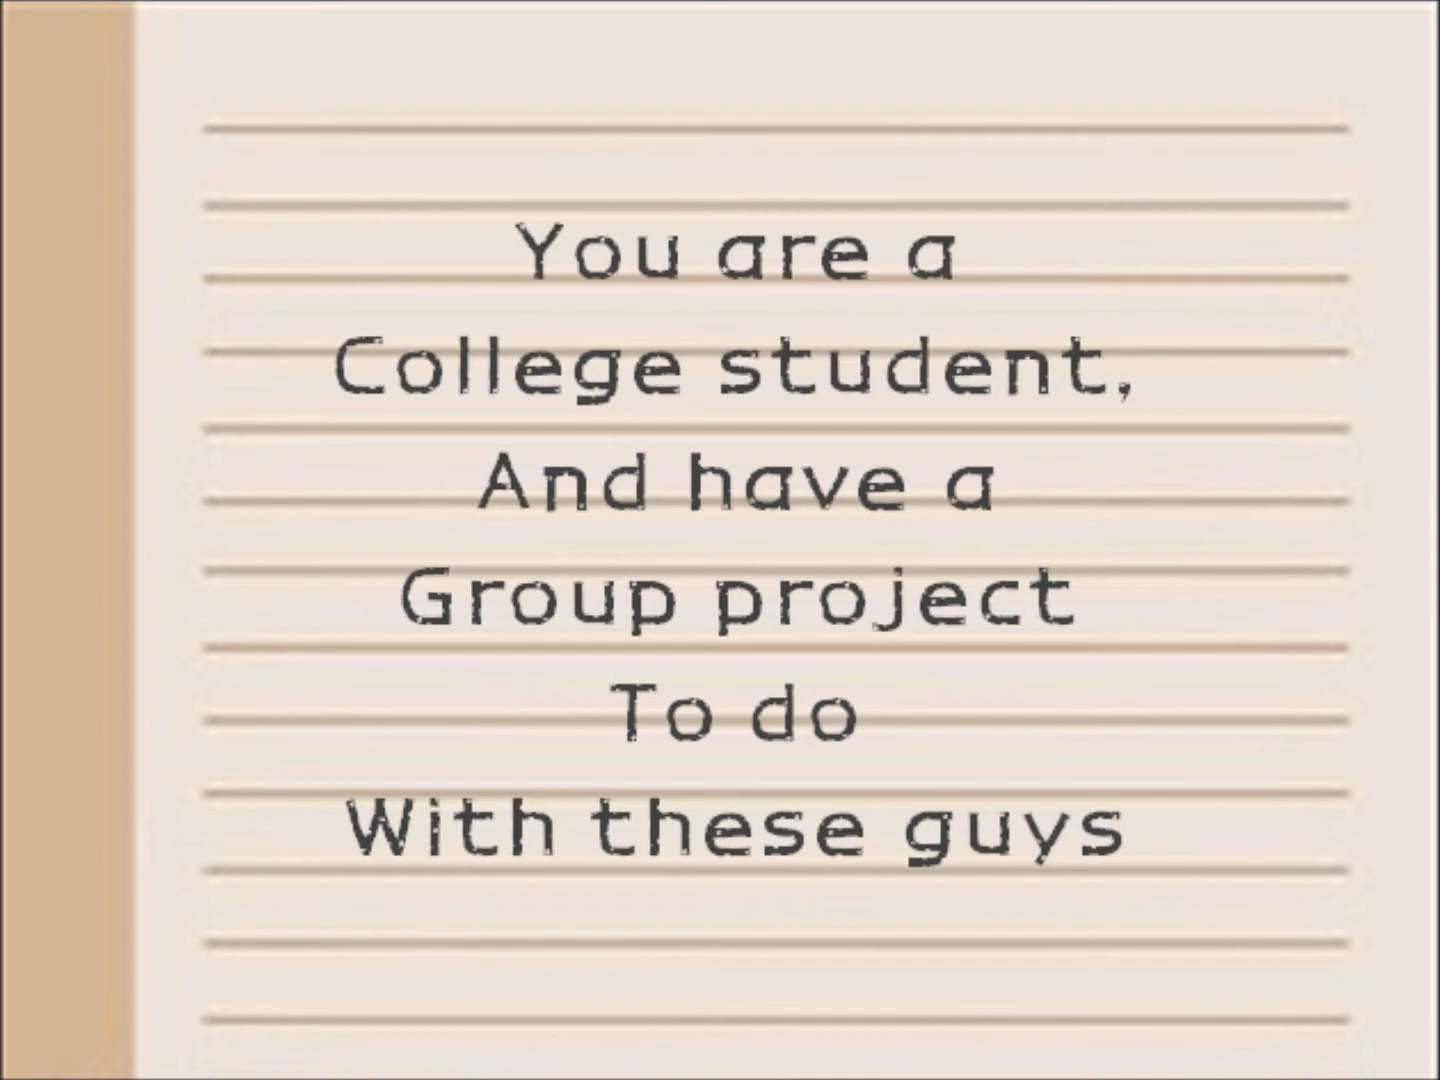 You are a
College student,
And have a
Group project
To do
With these guys